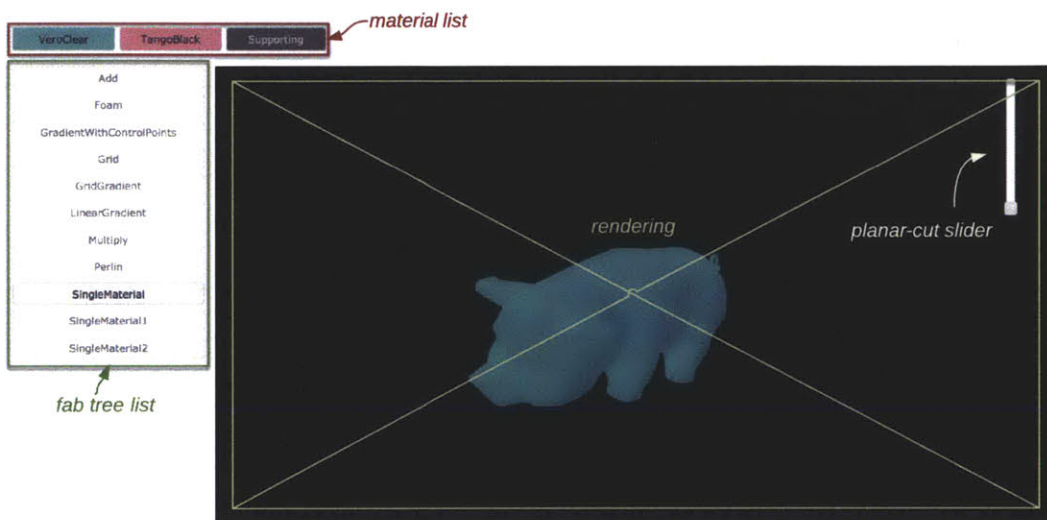 material list
VeroClear TangoBlack Supporting
Add
Foam
GradientWithControlPoints
Grid
GridGradient
LinearGradient
Multiply
Perlin
SingleMaterial
SingleMaterial1
SingleMaterial2
fab tree list
rendering
planar-cut slider